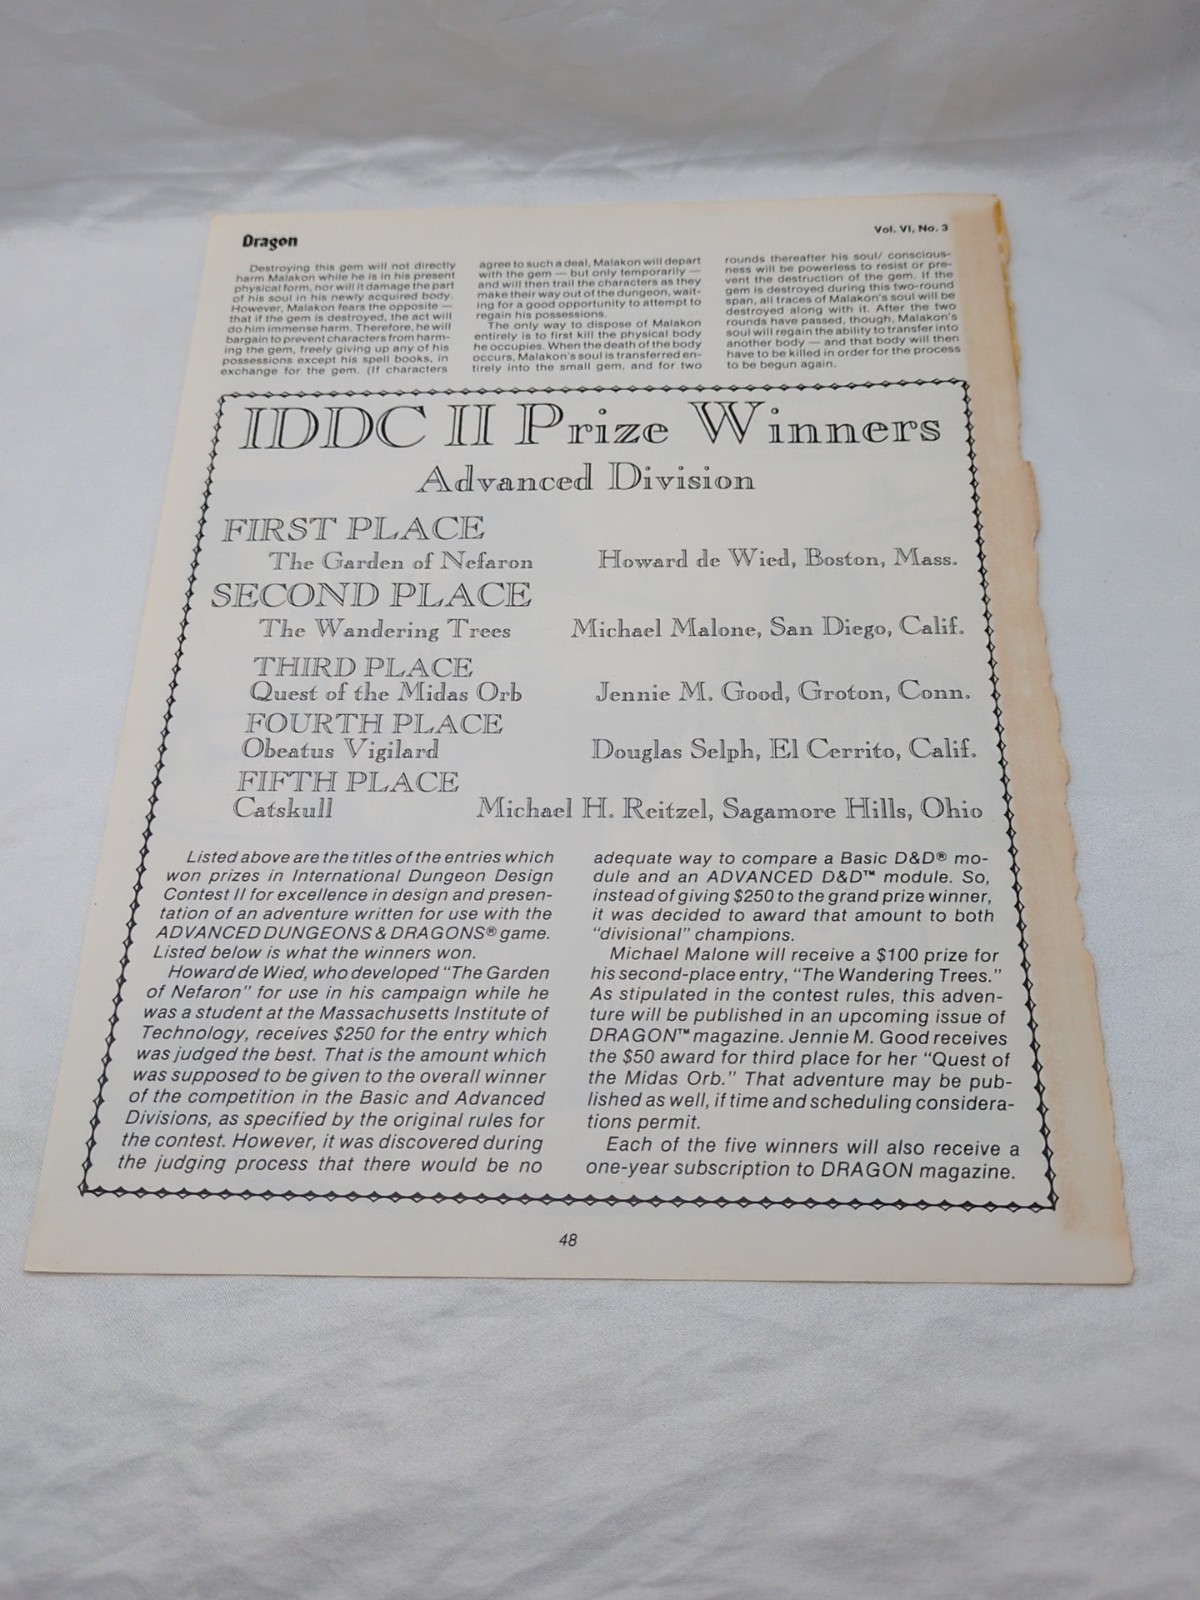 Dragon
Vol. VI, No. 3
Destroying this gem will not directly
harm Malakon while he is in his present
physical form, nor will it damage the part
of his soul in his newly acquired body.
However, Malakon fears the opposite —
that if the gem is destroyed, the act will
do him immense harm. Therefore, he will
bargain to prevent characters from harm-
ing the gem, freely giving up any of his
possessions except his spell books, in
exchange for the gem. (If characters
agree to such a deal, Malakon will depart
with the gem — but only temporarily —
and will then trail the characters as they
make their way out of the dungeon, wait-
ing for a good opportunity to attempt to
regain his possessions.
The only way to dispose of Malakon
entirely is to first kill the physical body
he occupies. When the death of the body
occurs, Malakon's soul is transferred en-
tirely into the small gem, and for two
rounds thereafter his soul/ conscious-
ness will be powerless to resist or pre-
vent the destruction of the gem. If the
gem is destroyed during this two-round
span, all traces of Malakon's soul will be
destroyed along with it. After the two
rounds have passed, though, Malakon's
soul will regain the ability to transfer into
another body — and that body will then
have to be killed in order for the process
to be begun again.
IDDC II Prize Winners
Advanced Division
FIRST PLACE
The Garden of Nefaron Howard de Wied, Boston, Mass.
SECOND PLACE
The Wandering Trees Michael Malone, San Diego, Calif.
THIRD PLACE
Quest of the Midas Orb Jennie M. Good, Groton, Conn.
FOURTH PLACE
Obeatus Vigilard Douglas Selph, El Cerrito, Calif.
FIFTH PLACE
Catskull Michael H. Reitzel, Sagamore Hills, Ohio
Listed above are the titles of the entries which
won prizes in International Dungeon Design
Contest II for excellence in design and presen-
tation of an adventure written for use with the
ADVANCED DUNGEONS & DRAGONS® game.
Listed below is what the winners won.
Howard de Wied, who developed “The Garden
of Nefaron” for use in his campaign while he
was a student at the Massachusetts Institute of
Technology, receives $250 for the entry which
was judged the best. That is the amount which
was supposed to be given to the overall winner
of the competition in the Basic and Advanced
Divisions, as specified by the original rules for
the contest. However, it was discovered during
the judging process that there would be no
adequate way to compare a Basic D&D® mo-
dule and an ADVANCED D&D™ module. So,
instead of giving $250 to the grand prize winner,
it was decided to award that amount to both
“divisional” champions.
Michael Malone will receive a $100 prize for
his second-place entry, “The Wandering Trees.”
As stipulated in the contest rules, this adven-
ture will be published in an upcoming issue of
DRAGON™ magazine. Jennie M. Good receives
the $50 award for third place for her “Quest of
the Midas Orb.” That adventure may be pub-
lished as well, if time and scheduling considera-
tions permit.
Each of the five winners will also receive a
one-year subscription to DRAGON magazine.
48